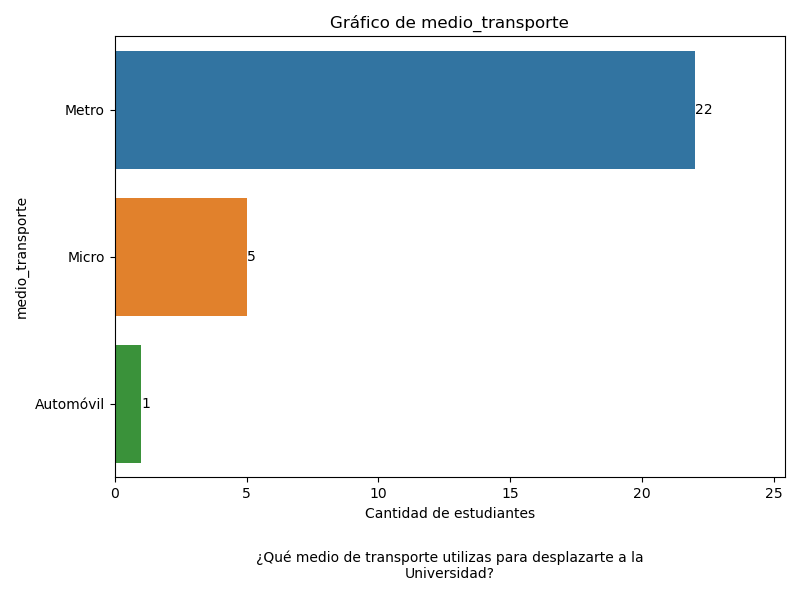 Gráfico de medio_transporte
medio_transporte
Metro
22
Micro
5
Automóvil
1
0 5 10 15 20 25
Cantidad de estudiantes
¿Qué medio de transporte utilizas para desplazarte a la
Universidad?